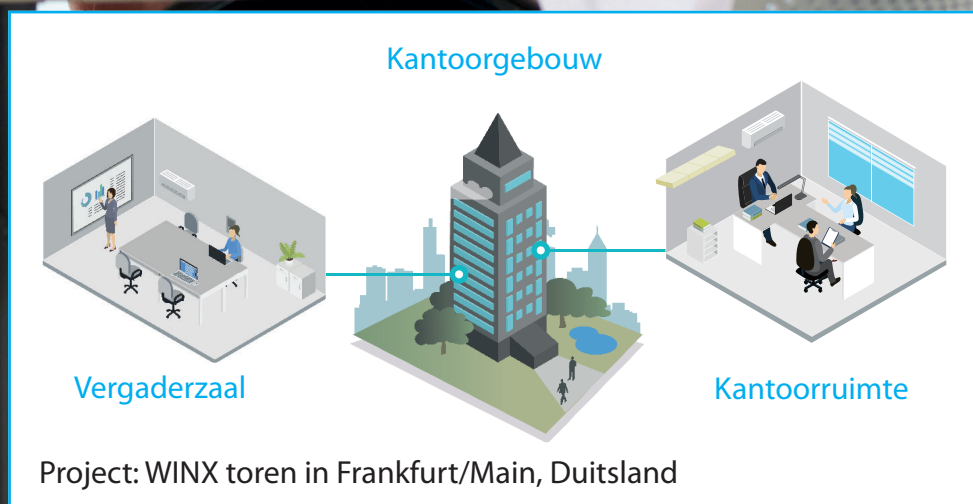 Kantoorgebouw
Vergaderzaal
Kantoorruimte
Project: WINX toren in Frankfurt/Main, Duitsland